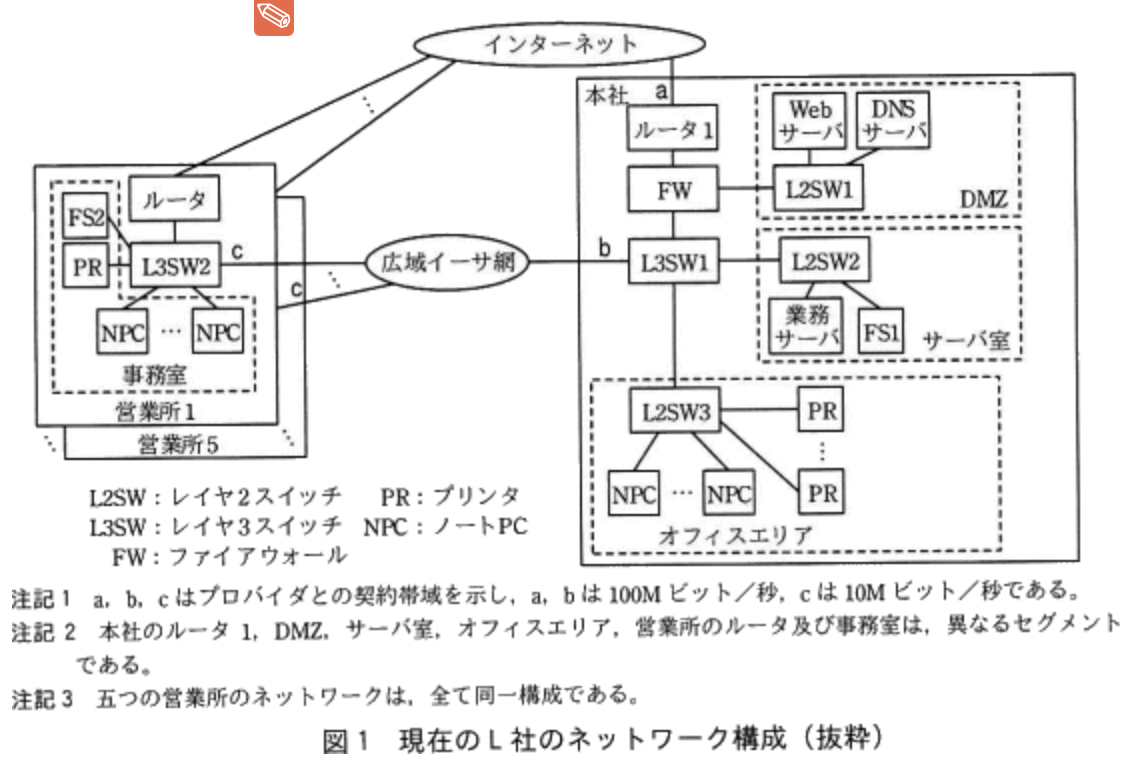 インターネット
本社
a
ルータ1
Web
サーバ
DNS
サーバ
FW
L2SW1
DMZ
ルータ
FS2
PR
L3SW2
c
c
広域イーサ網
b
L3SW1
L2SW2
業務
サーバ
FS1
サーバ室
NPC
…
NPC
事務室
営業所1
営業所5
L2SW3
PR
PR
NPC
…
NPC
オフィスエリア
L2SW：レイヤ2スイッチ　PR：プリンタ
L3SW：レイヤ3スイッチ　NPC：ノートPC
FW：ファイアウォール
注記1　a，b，cはプロバイダとの契約帯域を示し，a，bは100Mビット／秒，cは10Mビット／秒である。
注記2　本社のルータ1，DMZ，サーバ室，オフィスエリア，営業所のルータ及び事務室は，異なるセグメント
である。
注記3　五つの営業所のネットワークは，全て同一構成である。
図1　現在のL社のネットワーク構成（抜粋）